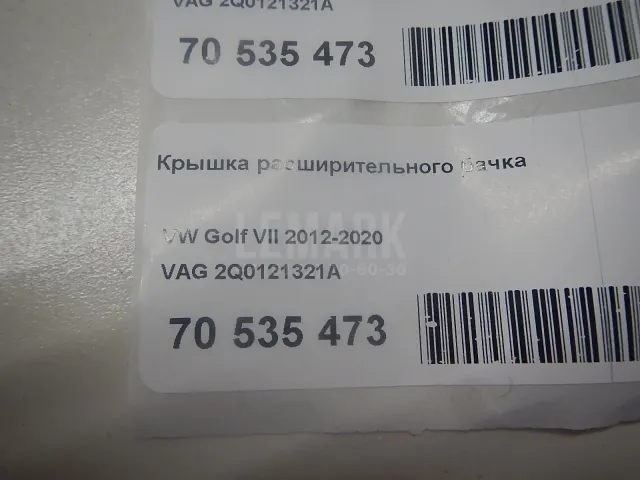 VAG 2Q0121321A
70 535 473
Крышка расширительного бачка
VW Golf VII 2012-2020
LEMARK
VAG 2Q0121321A
70 535 473